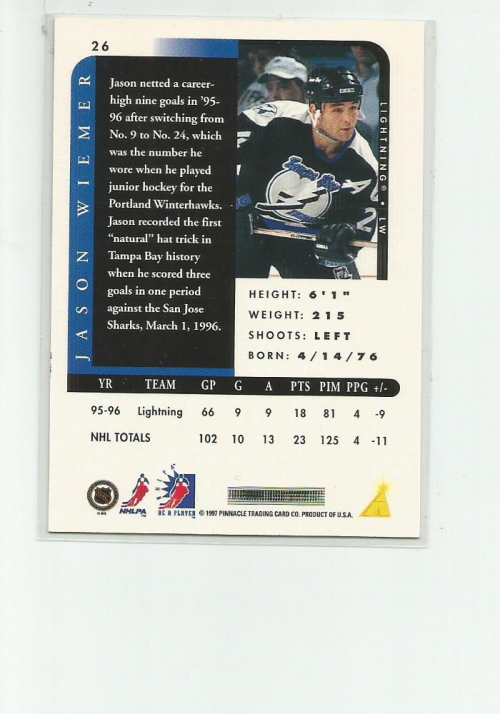 26
JASON WIEMER
Jason netted a career-
high nine goals in '95-
96 after switching from
No. 9 to No. 24, which
was the number he
wore when he played
junior hockey for the
Portland Winterhawks.
Jason recorded the first
"natural" hat trick in
Tampa Bay history
when he scored three
goals in one period
against the San Jose
Sharks, March 1, 1996.
Tampa Bay
LIGHTNING® • LW
HEIGHT: 6'1"
WEIGHT: 215
SHOOTS: LEFT
BORN: 4/14/76
YR TEAM GP G A PTS PIM PPG +/-
95-96 Lightning 66 9 9 18 81 4 -9
NHL TOTALS 102 10 13 23 125 4 -11
NHLPA
BE A PLAYER
© 1997 PINNACLE TRADING CARD CO. PRODUCT OF U.S.A.